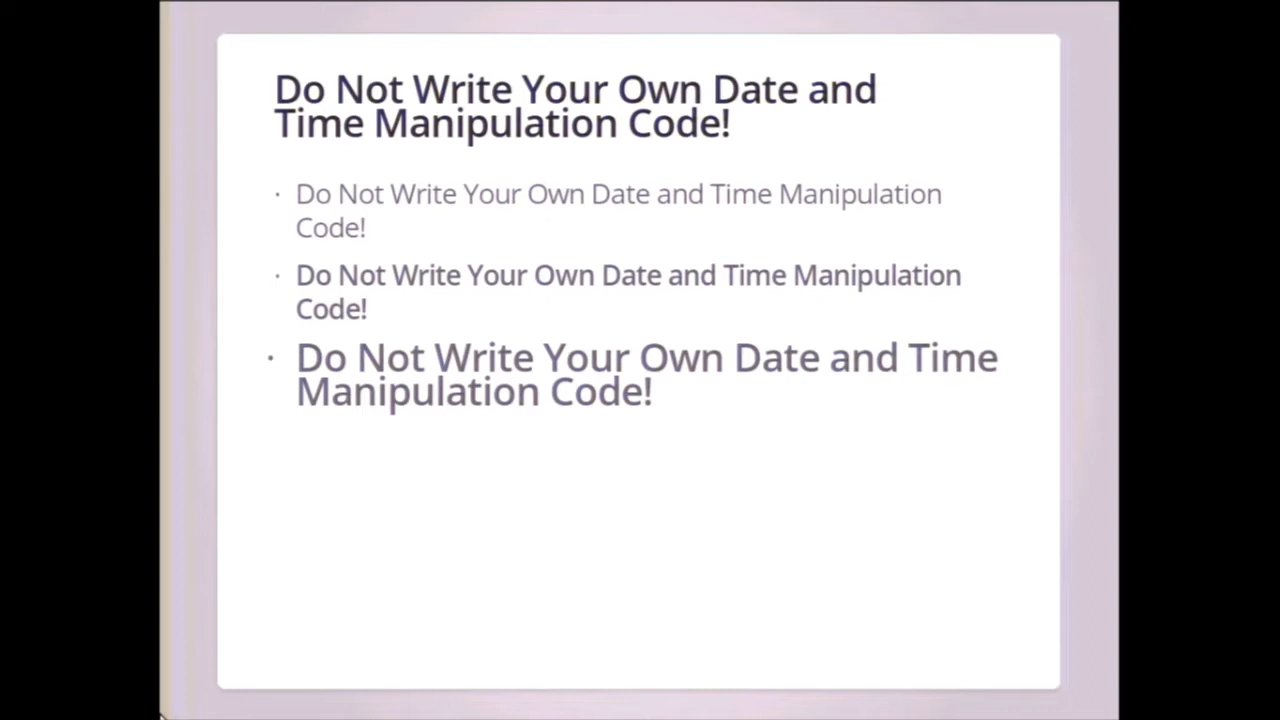 Do Not Write Your Own Date and
Time Manipulation Code!
· Do Not Write Your Own Date and Time Manipulation
Code!
· Do Not Write Your Own Date and Time Manipulation
Code!
· Do Not Write Your Own Date and Time
Manipulation Code!